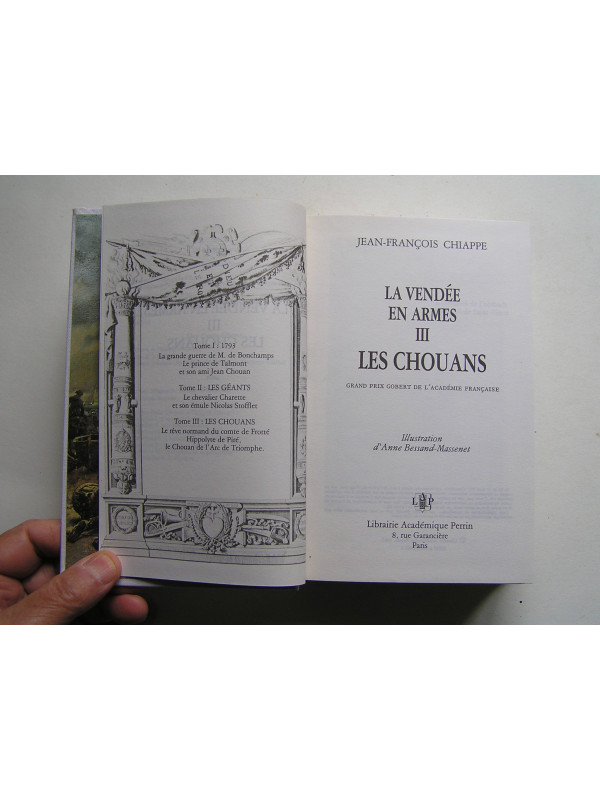 Tome I : 1793
La grande guerre de M. de Bonchamps
Le prince de Talmont
et son ami Jean Chouan
Tome II : LES GÉANTS
Le chevalier Charette
et son émule Nicolas Stofflet
Tome III : LES CHOUANS
Le rêve normand du comte de Frotté
Hippolyte de Piré,
le Chouan de l'Arc de Triomphe.
JEAN-FRANÇOIS CHIAPPE
LA VENDÉE
EN ARMES
III
LES CHOUANS
GRAND PRIX GOBERT DE L'ACADÉMIE FRANÇAISE
Illustration
d'Anne Bessand-Massenet
L P
Librairie Académique Perrin
8, rue Garancière
Paris